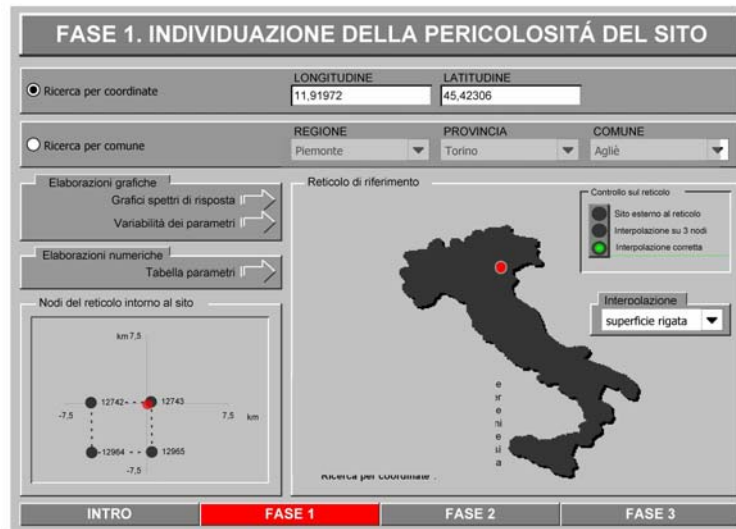 FASE 1. INDIVIDUAZIONE DELLA PERICOLOSITÁ DEL SITO
LONGITUDINE LATITUDINE
Ricerca per coordinate 11,91972 45,42306
REGIONE PROVINCIA COMUNE
Ricerca per comune Piemonte Torino Agliè
Elaborazioni grafiche
Grafici spettri di risposta
Variabilità dei parametri
Elaborazioni numeriche
Tabella parametri
Nodi del reticolo intorno al sito
km 7,5
12742 12743
-7,5 7,5 km
12964 12965
-7,5
Reticolo di riferimento
Controllo sul reticolo
Sito esterno al reticolo
Interpolazione su 3 nodi
Interpolazione corretta
Interpolazione
superficie rigata
e
er
e
ni
e
si
a
"Ricerca per coordinate".
INTRO FASE 1 FASE 2 FASE 3